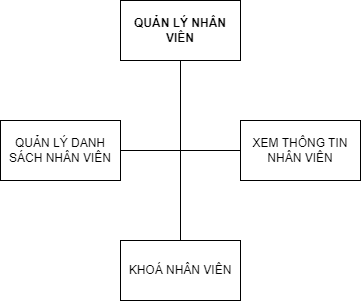 QUẢN LÝ NHÂN
VIÊN
QUẢN LÝ DANH
SÁCH NHÂN VIÊN
XEM THÔNG TIN
NHÂN VIÊN
KHOÁ NHÂN VIÊN